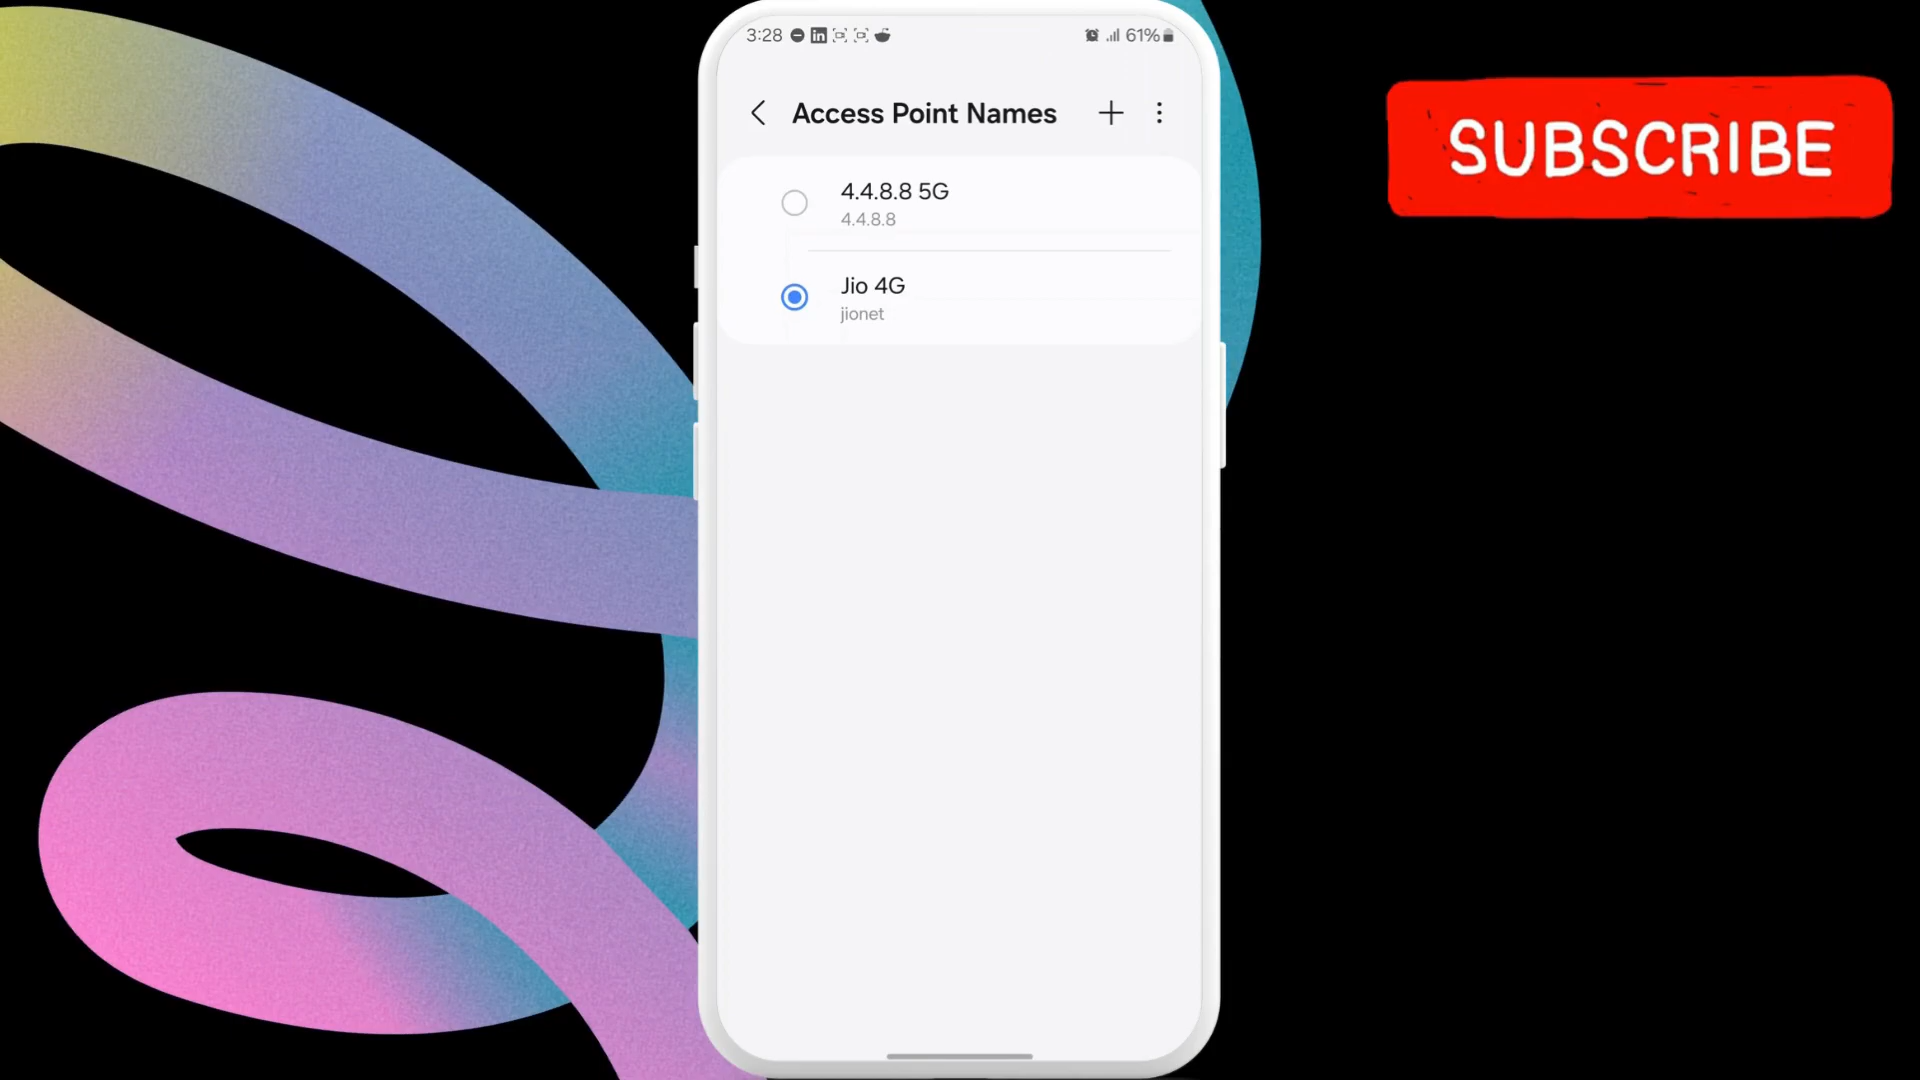 3:28 in 61%
Access Point Names
4.4.8.8 5G
4.4.8.8
Jio 4G
jionet
SUBSCRIBE